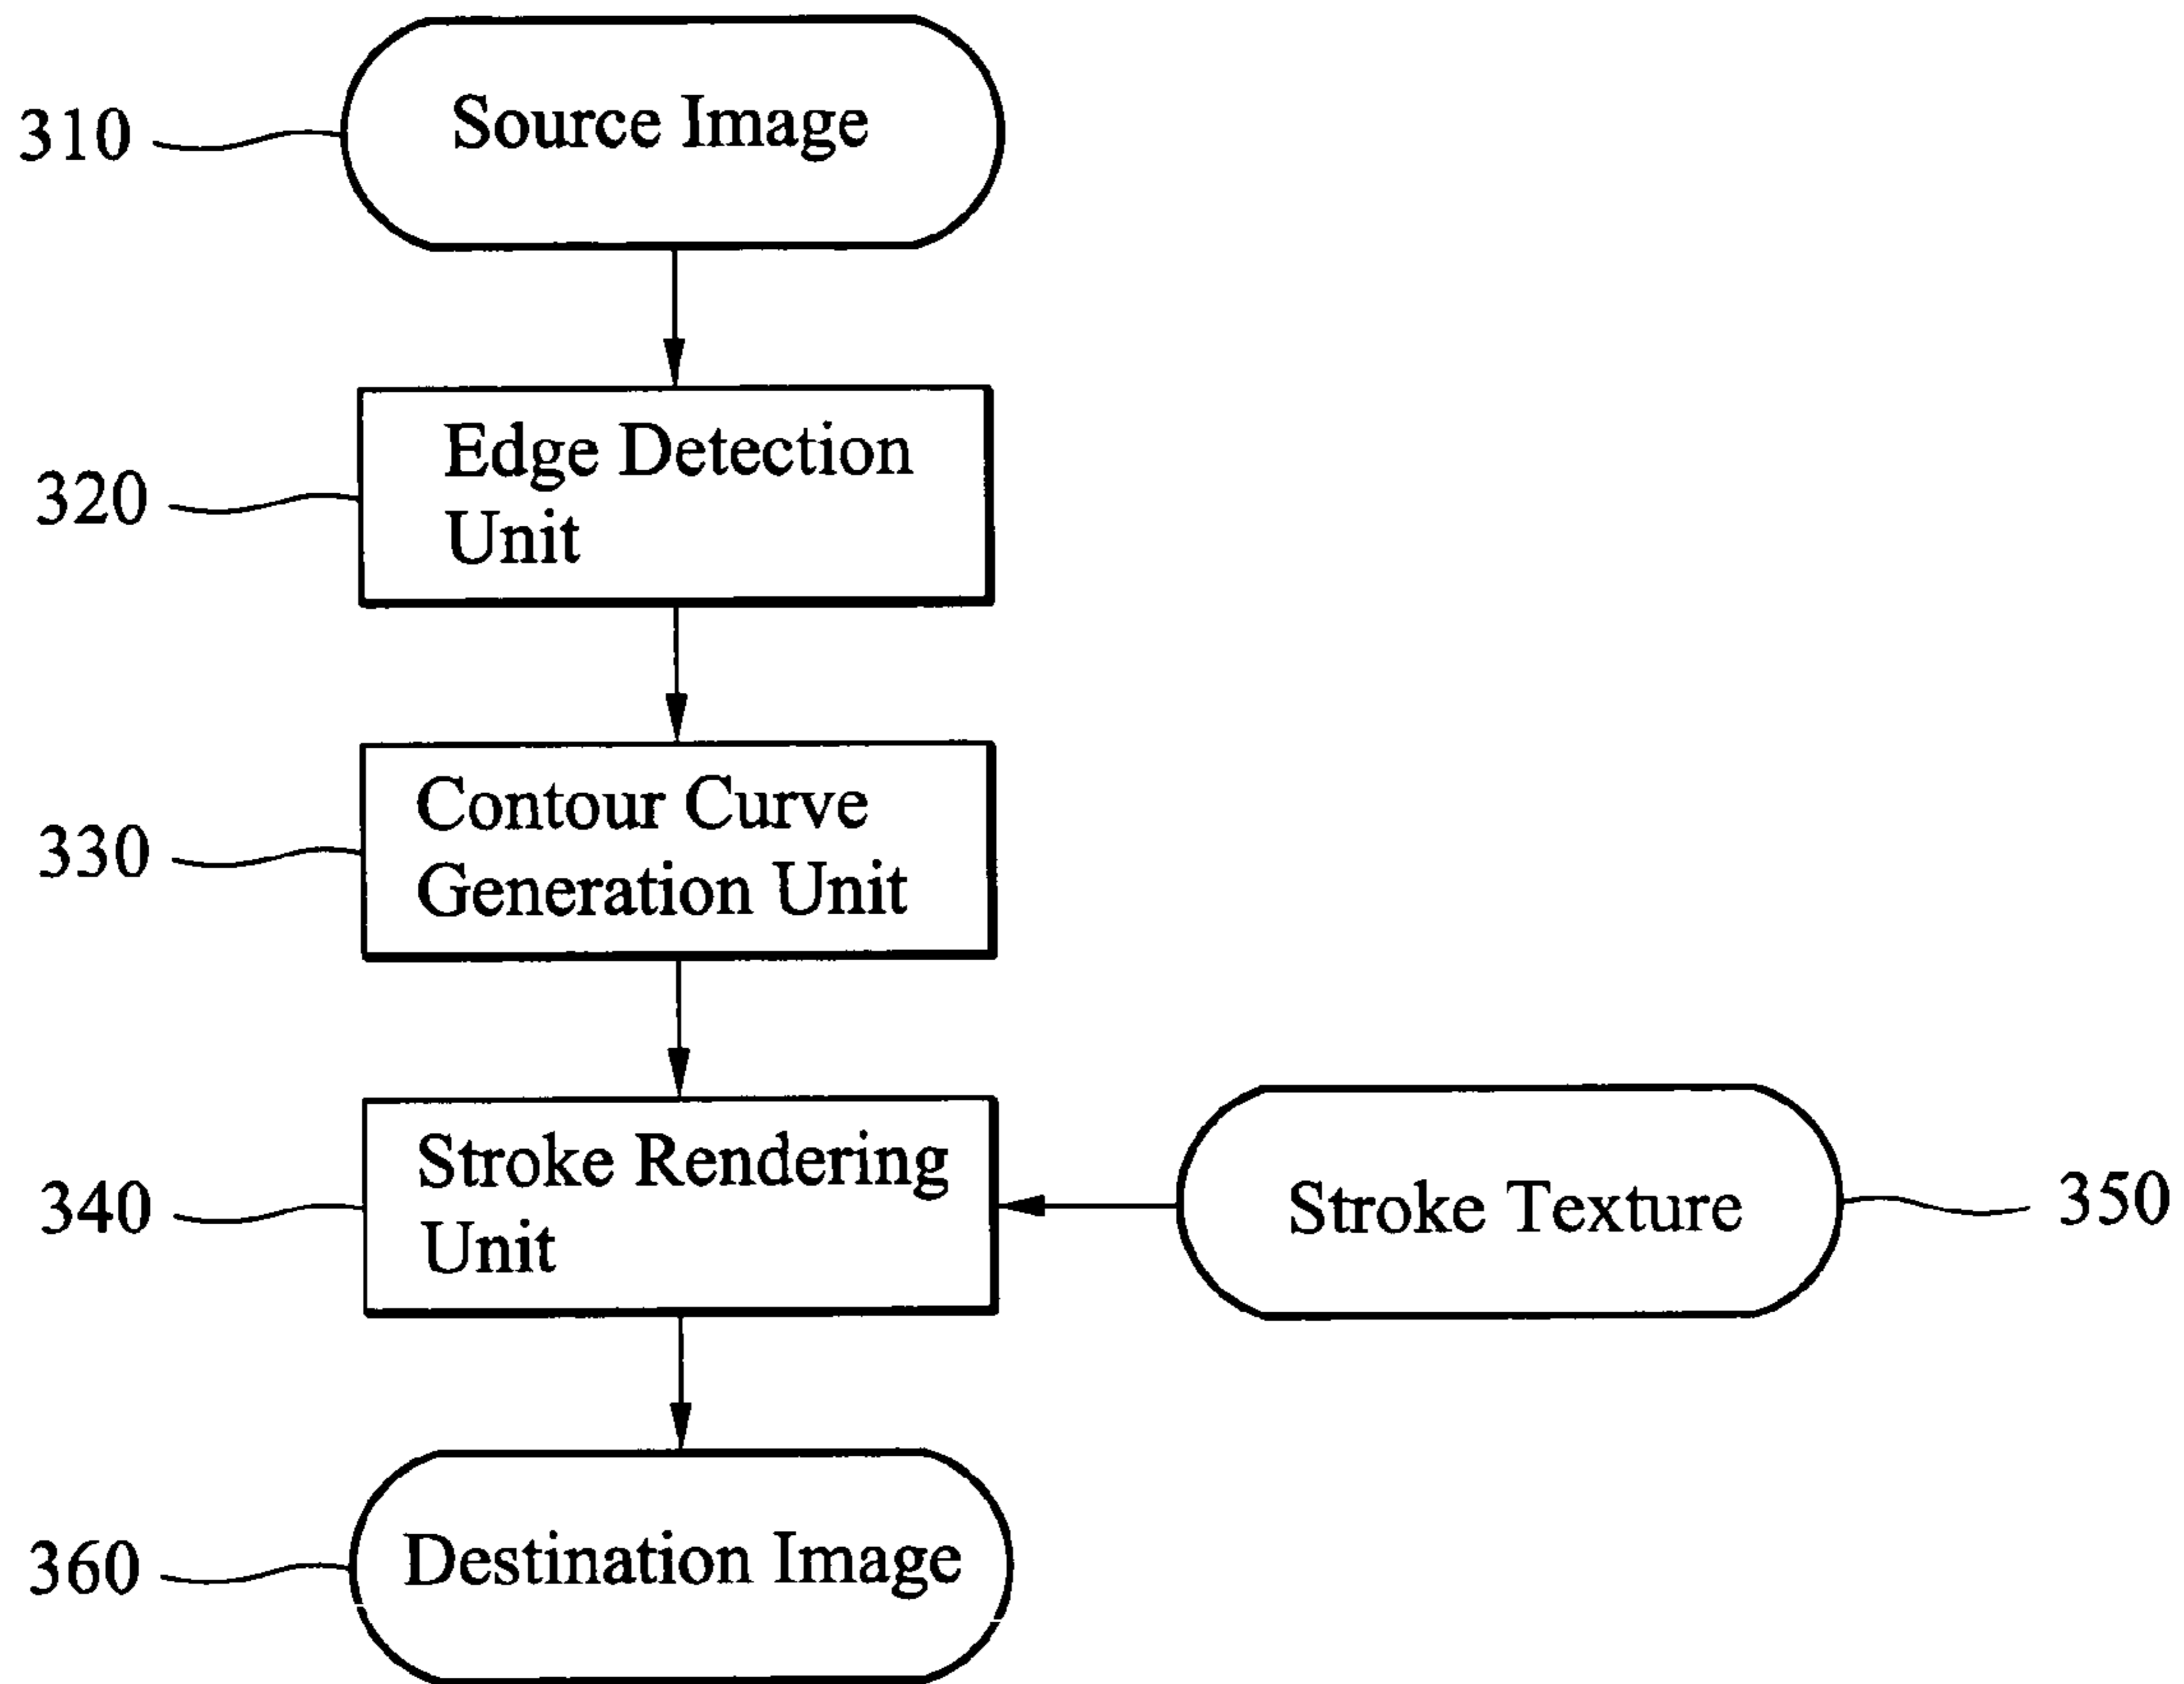 310
Source Image
320
Edge Detection
Unit
330
Contour Curve
Generation Unit
340
Stroke Rendering
Unit
Stroke Texture
350
360
Destination Image